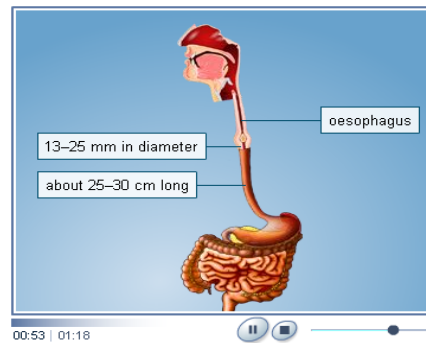 oesophagus
13–25 mm in diameter
about 25–30 cm long
00:53 | 01:18